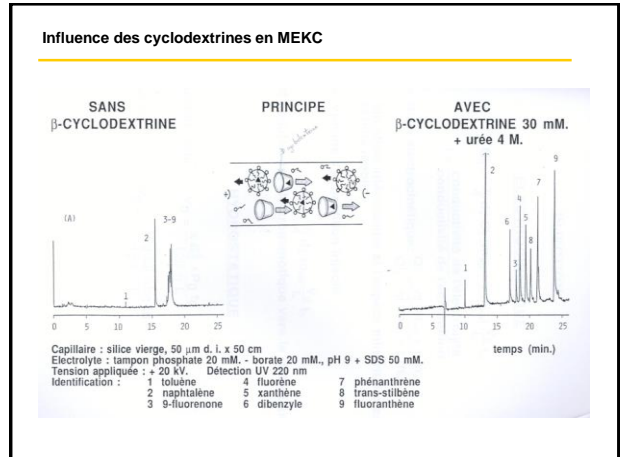 Influence des cyclodextrines en MEKC
SANS
β-CYCLODEXTRINE
PRINCIPE
AVEC
β-CYCLODEXTRINE 30 mM.
+ urée 4 M.
(A)
1
2
3-9
0 5 10 15 20 25
+)
(-
1
2
6
3
4
5
8
7
9
0 5 10 15 20 25
temps (min.)
Capillaire : silice vierge, 50 µm d. i. x 50 cm
Electrolyte : tampon phosphate 20 mM. - borate 20 mM., pH 9 + SDS 50 mM.
Tension appliquée : + 20 kV. Détection UV 220 nm
Identification : 1 toluène 4 fluorène 7 phénanthrène
2 naphtalène 5 xanthène 8 trans-stilbène
3 9-fluorenone 6 dibenzyle 9 fluoranthène